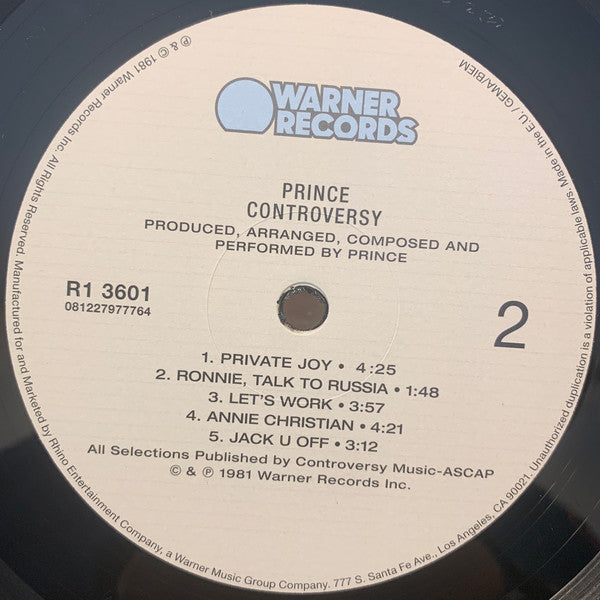 WARNER
RECORDS
PRINCE
CONTROVERSY
PRODUCED, ARRANGED, COMPOSED AND
PERFORMED BY PRINCE
R1 3601
081227977764
2
1. PRIVATE JOY • 4:25
2. RONNIE, TALK TO RUSSIA • 1:48
3. LET'S WORK • 3:57
4. ANNIE CHRISTIAN • 4:21
5. JACK U OFF • 3:12
All Selections Published by Controversy Music-ASCAP
© & ℗ 1981 Warner Records Inc.
℗ & © 1981 Warner Records Inc. All Rights Reserved. Manufactured for and Marketed by Rhino Entertainment Company, a Warner Music Group Company. 777 S. Santa Fe Ave., Los Angeles, CA 90021. Unauthorized duplication is a violation of applicable laws. Made in the E.U. / GEMA/BIEM